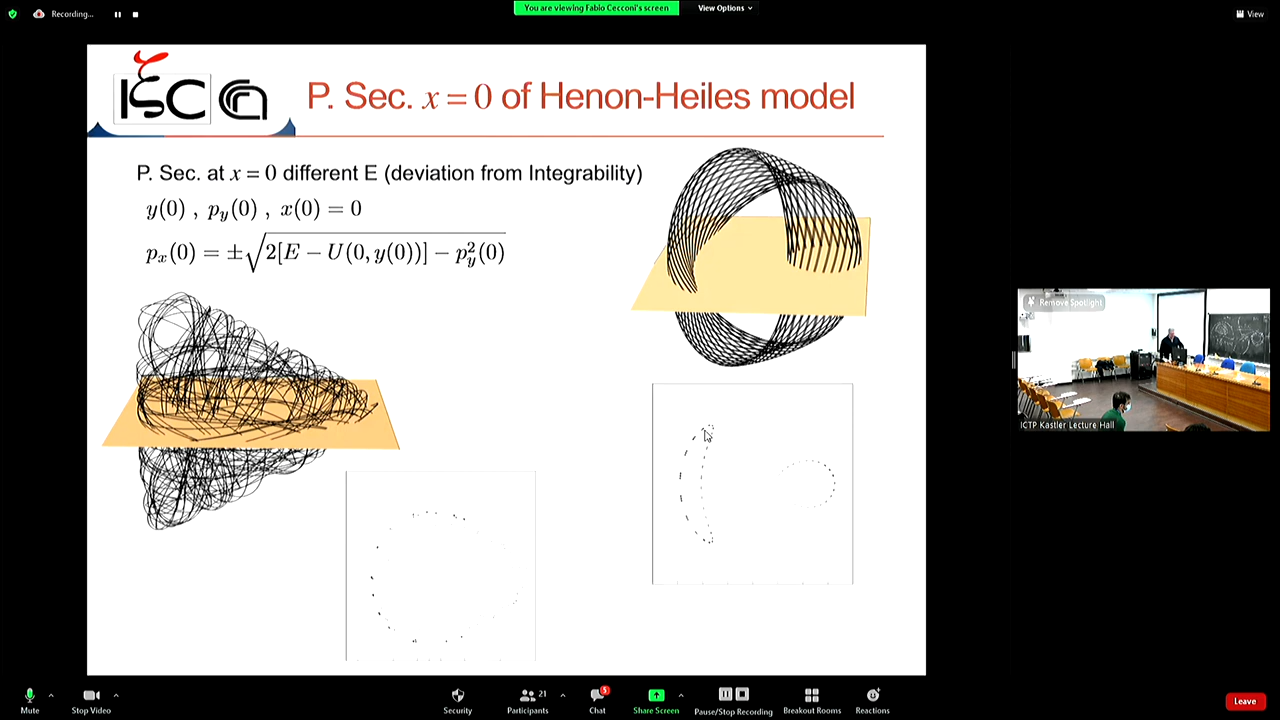 Recording...
You are viewing Fabio Cecconi's screen
View Options
View
ISC
P. Sec. x = 0 of Henon-Heiles model
P. Sec. at x = 0 different E (deviation from Integrability)
y(0) , p_y(0) , x(0) = 0
p_x(0) = ±√2[E − U(0, y(0))] − p_y^2(0)
Remove Spotlight
ICTP Kastler Lecture Hall
Mute
Stop Video
Security
21
Participants
5
Chat
Share Screen
Pause/Stop Recording
Breakout Rooms
Reactions
Leave